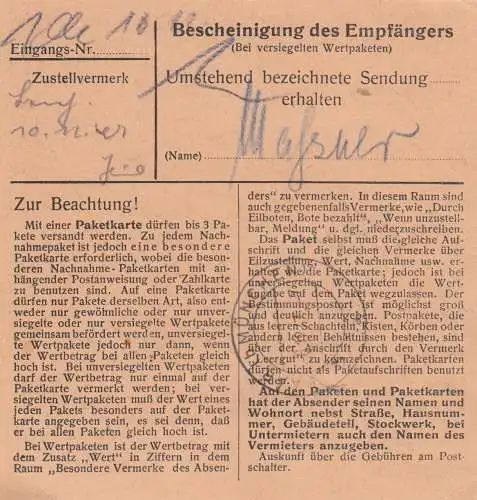 Bescheinigung des Empfängers
(Bei versiegelten Wertpaketen)
Umstehend bezeichnete Sendung
erhalten
(Name)
Eingangs-Nr.
Zustellvermerk
Zur Beachtung!
Mit einer Paketkarte dürfen bis 3 Pa-
kete versandt werden. Zu jedem Nach-
nahmepaket ist jedoch eine besondere
Paketkarte erforderlich, wobei die beson-
deren Nachnahme-Paketkarten mit an-
hängender Postanweisung oder Zahlkarte
zu benutzen sind. Auf eine Paketkarte
dürfen nur Pakete derselben Art, also ent-
weder nur gewöhnliche oder nur unver-
siegelte oder nur versiegelte Wertpakete
gemeinsam befördert werden, unversiegel-
te Wertpakete jedoch nur dann, wenn
der Wertbetrag bei allen Paketen gleich
hoch ist. Bei unversiegelten Wertpaketen
darf der Wertbetrag nur einmal auf der
Paketkarte vermerkt werden; bei ver-
siegelten Wertpaketen muß der Wert eines
jeden Pakets besonders auf der Paket-
karte angegeben sein, es sei denn, daß
er bei allen Paketen gleich hoch ist.
Bei Wertpaketen ist der Wertbetrag mit
dem Zusatz „Wert" in Ziffern in dem
Raum „Besondere Vermerke des Absen-
ders" zu vermerken. In diesem Raum sind
auch gegebenenfalls Vermerke, wie „Durch
Eilboten, Bote bezahlt", „Wenn unzustell-
bar, Meldung" u. dgl. niederzuschreiben.
Das Paket selbst muß die gleiche Auf-
schrift und die gleichen Vermerke über
Eilzustellung, Wert, Nachnahme usw. er-
halten wie die Paketkarte; jedoch ist bei
unversiegelten Wertpaketen die Wert-
angabe auf dem Paket wegzulassen. Der
Bestimmungsort ist möglichst groß
und deutlich anzugeben. Postpakete, die
aus leeren Schachteln, Kisten, Körben oder
anderen leeren Behältnissen bestehen, sind
über der Anschrift durch den Vermerk
„Leergut" zu kennzeichnen. Paketkarten
dürfen nicht als Paketaufschriften benutzt
werden.
Auf den Paketen und Paketkarten
hat der Absender seinen Namen und
Wohnort nebst Straße, Hausnum-
mer, Gebäudeteil, Stockwerk, bei
Untermietern auch den Namen des
Vermieters anzugeben.
Auskunft über die Gebühren am Post-
schalter.